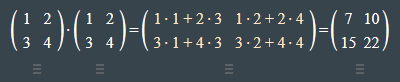 (1 2)·(1 2)=(1·1+2·3 1·2+2·4)=(7 10)
(3 4) (3 4) (3·1+4·3 3·2+4·4) (15 22)